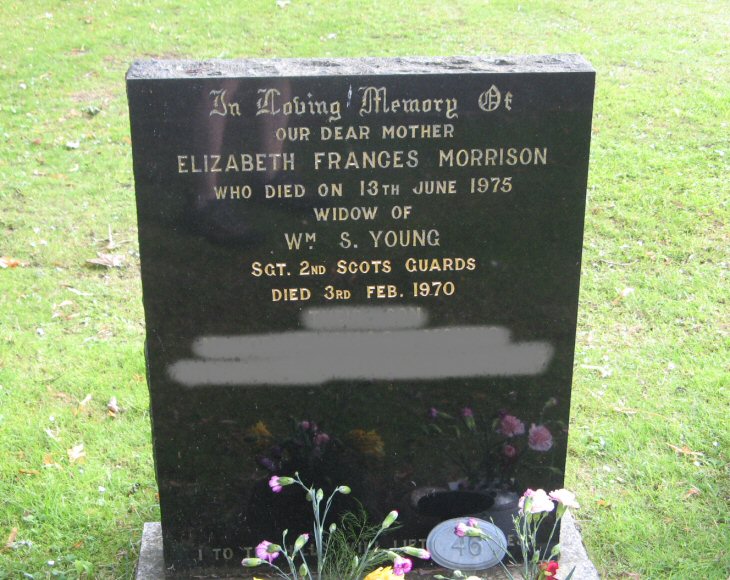 In Loving Memory Of
OUR DEAR MOTHER
ELIZABETH FRANCES MORRISON
WHO DIED ON 13TH JUNE 1975
WIDOW OF
WM S. YOUNG
SGT. 2ND SCOTS GUARDS
DIED 3RD FEB. 1970
46